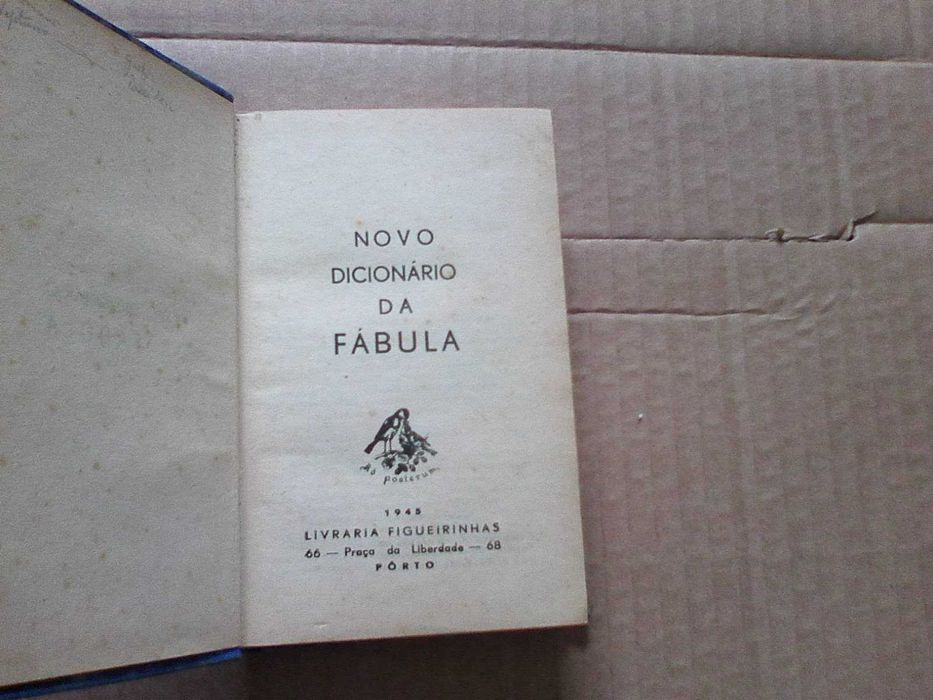 NOVO
DICIONÁRIO
DA
FÁBULA
Ad Posterum
1945
LIVRARIA FIGUEIRINHAS
66 — Praça da Liberdade — 68
PÔRTO